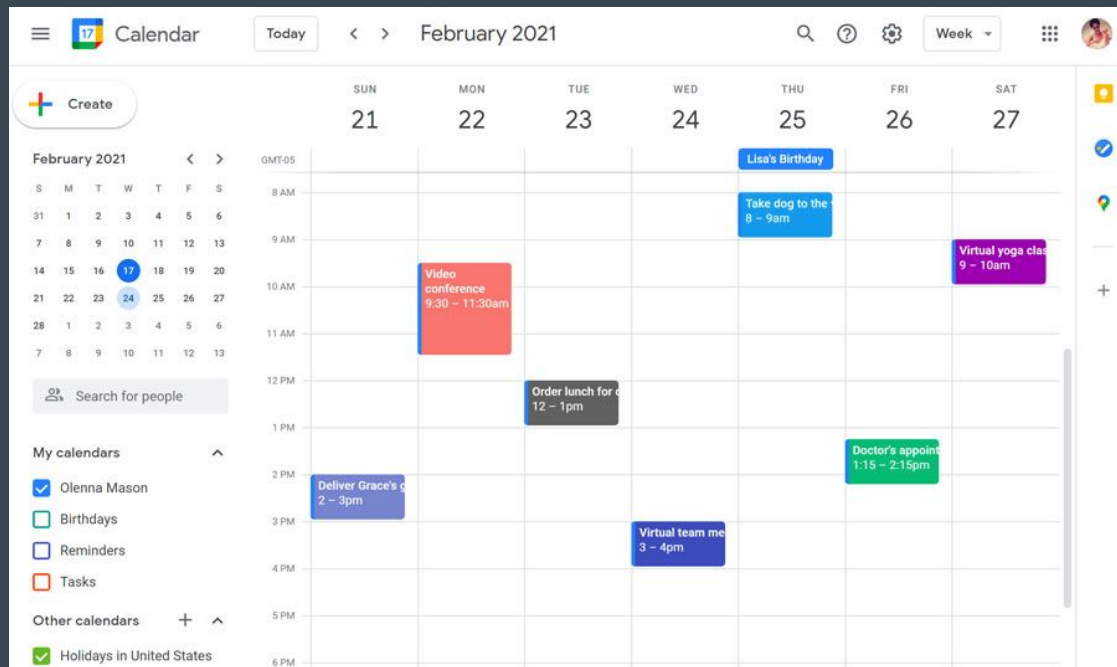 17 Calendar Today February 2021 Week
Create
February 2021
S M T W T F S
31 1 2 3 4 5 6
7 8 9 10 11 12 13
14 15 16 17 18 19 20
21 22 23 24 25 26 27
28 1 2 3 4 5 6
7 8 9 10 11 12 13
Search for people
My calendars
Olenna Mason
Birthdays
Reminders
Tasks
Other calendars
Holidays in United States
SUN MON TUE WED THU FRI SAT
21 22 23 24 25 26 27
GMT-05
Lisa's Birthday
8 AM
Take dog to the
8 – 9am
9 AM
Virtual yoga clas
9 – 10am
Video
conference
9:30 – 11:30am
10 AM
11 AM
12 PM
Order lunch for
12 – 1pm
1 PM
Doctor's appoint
1:15 – 2:15pm
2 PM
Deliver Grace's g
2 – 3pm
3 PM
Virtual team me
3 – 4pm
4 PM
5 PM
6 PM